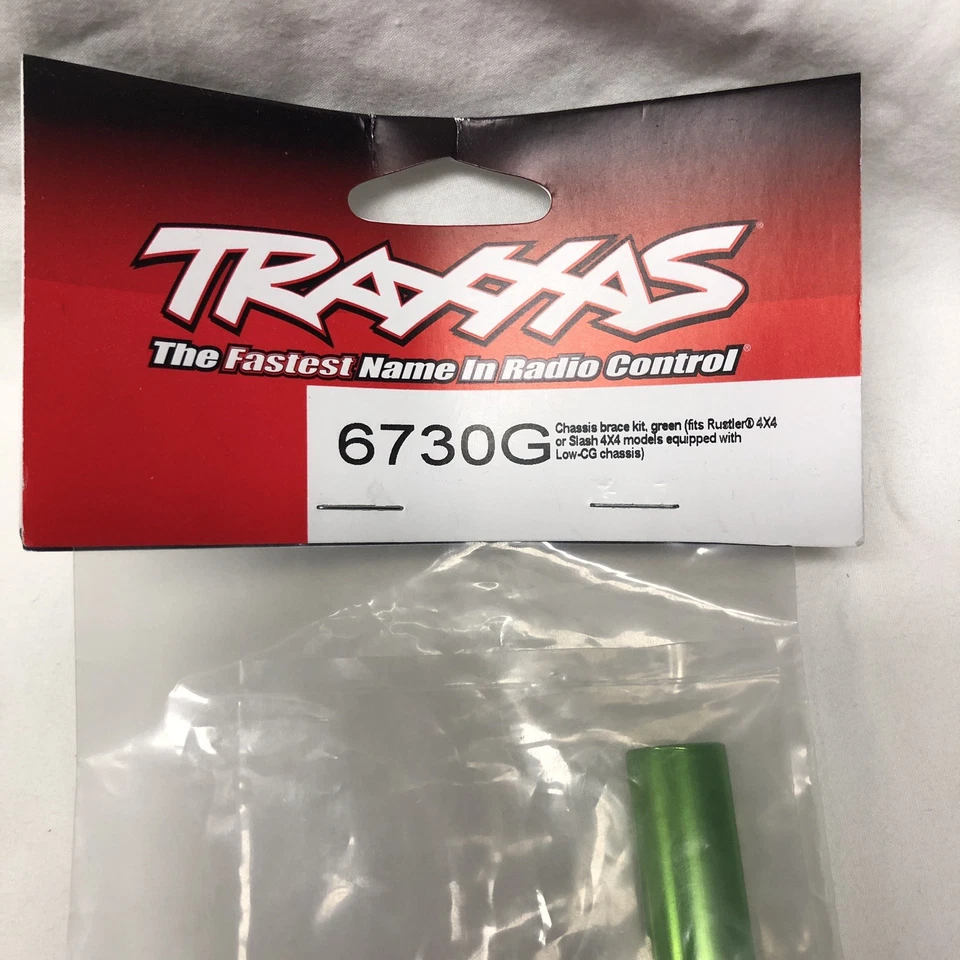 TRAXXAS®
The Fastest Name In Radio Control®
6730G
Chassis brace kit, green (fits Rustler® 4X4
or Slash 4X4 models equipped with
Low-CG chassis)